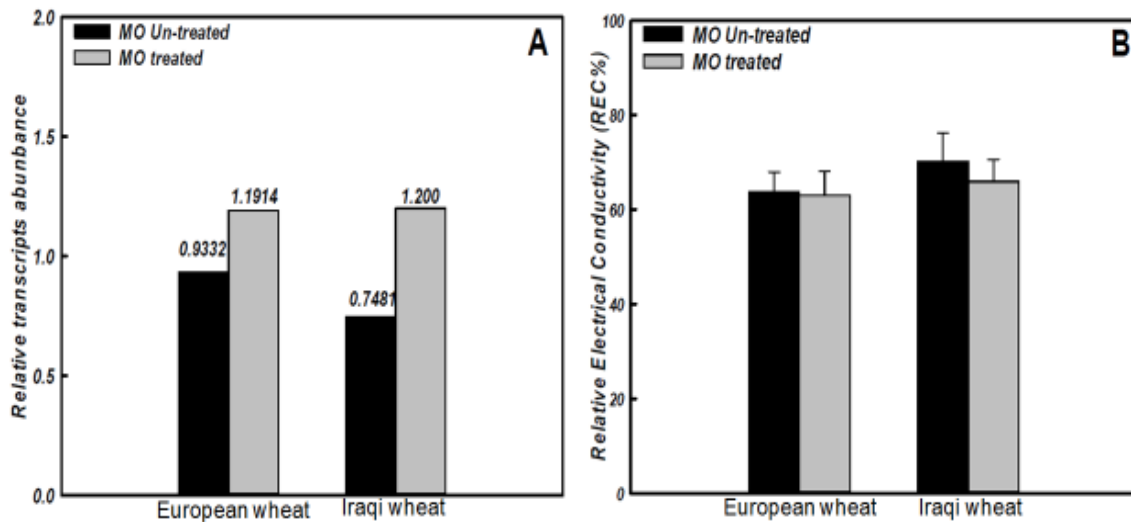 2.0
MO Un-treated
A
MO treated
1.5
1.1914
1.200
0.9332
1.0
0.7481
0.5
0.0
Relative transcripts abunbance
European wheat
Iraqi wheat
100
MO Un-treated
B
MO treated
80
60
40
20
0
Relative Electrical Conductivity (REC%)
European wheat
Iraqi wheat